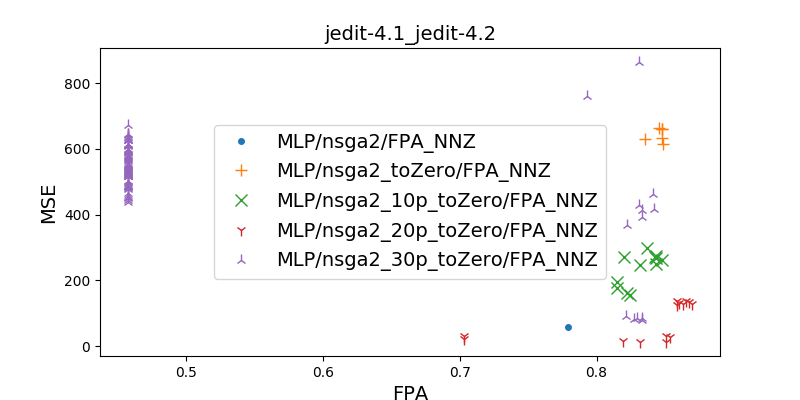 jedit-4.1_jedit-4.2
MSE
800
600
400
200
0
MLP/nsga2/FPA_NNZ
MLP/nsga2_toZero/FPA_NNZ
MLP/nsga2_10p_toZero/FPA_NNZ
MLP/nsga2_20p_toZero/FPA_NNZ
MLP/nsga2_30p_toZero/FPA_NNZ
0.5 0.6 0.7 0.8
FPA